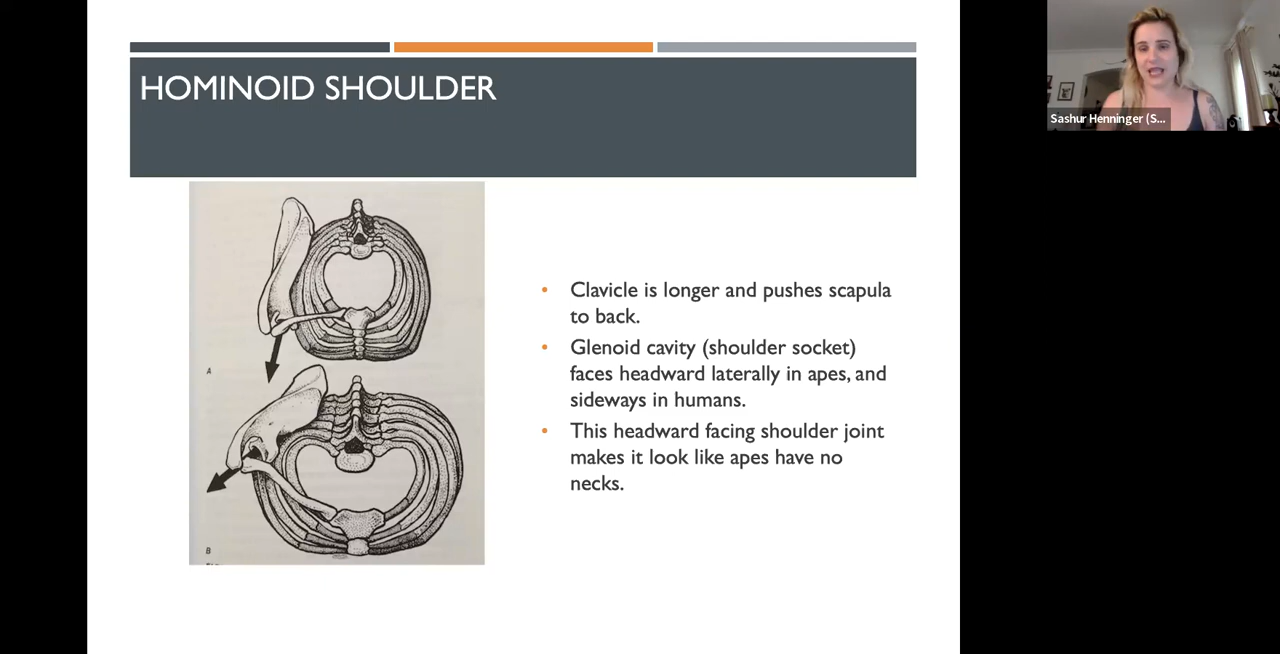 HOMINOID SHOULDER
Sashur Henninger (S...
Clavicle is longer and pushes scapula
to back.
Glenoid cavity (shoulder socket)
faces headward laterally in apes, and
sideways in humans.
This headward facing shoulder joint
makes it look like apes have no
necks.
A
B